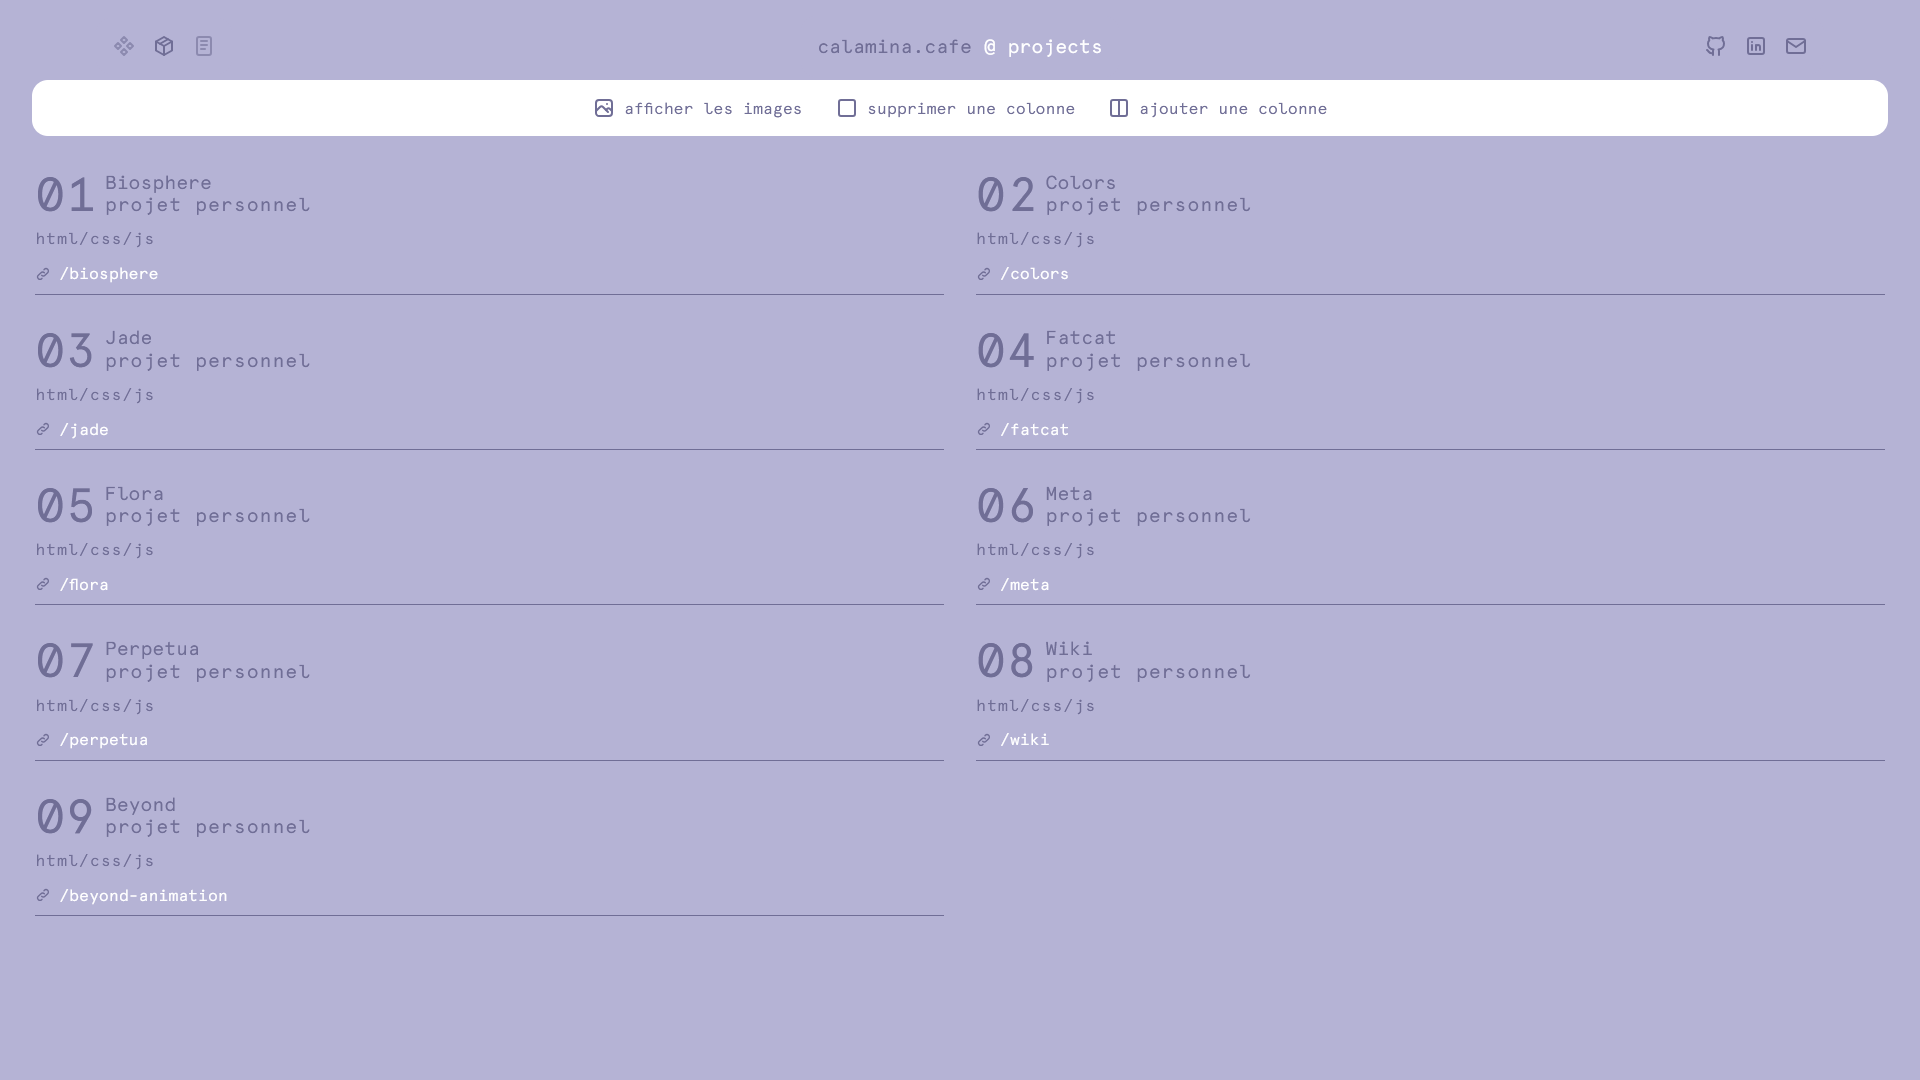 calamina.cafe @ projects
afficher les images supprimer une colonne ajouter une colonne
01 Biosphere
projet personnel
html/css/js
/biosphere
02 Colors
projet personnel
html/css/js
/colors
03 Jade
projet personnel
html/css/js
/jade
04 Fatcat
projet personnel
html/css/js
/fatcat
05 Flora
projet personnel
html/css/js
/flora
06 Meta
projet personnel
html/css/js
/meta
07 Perpetua
projet personnel
html/css/js
/perpetua
08 Wiki
projet personnel
html/css/js
/wiki
09 Beyond
projet personnel
html/css/js
/beyond-animation